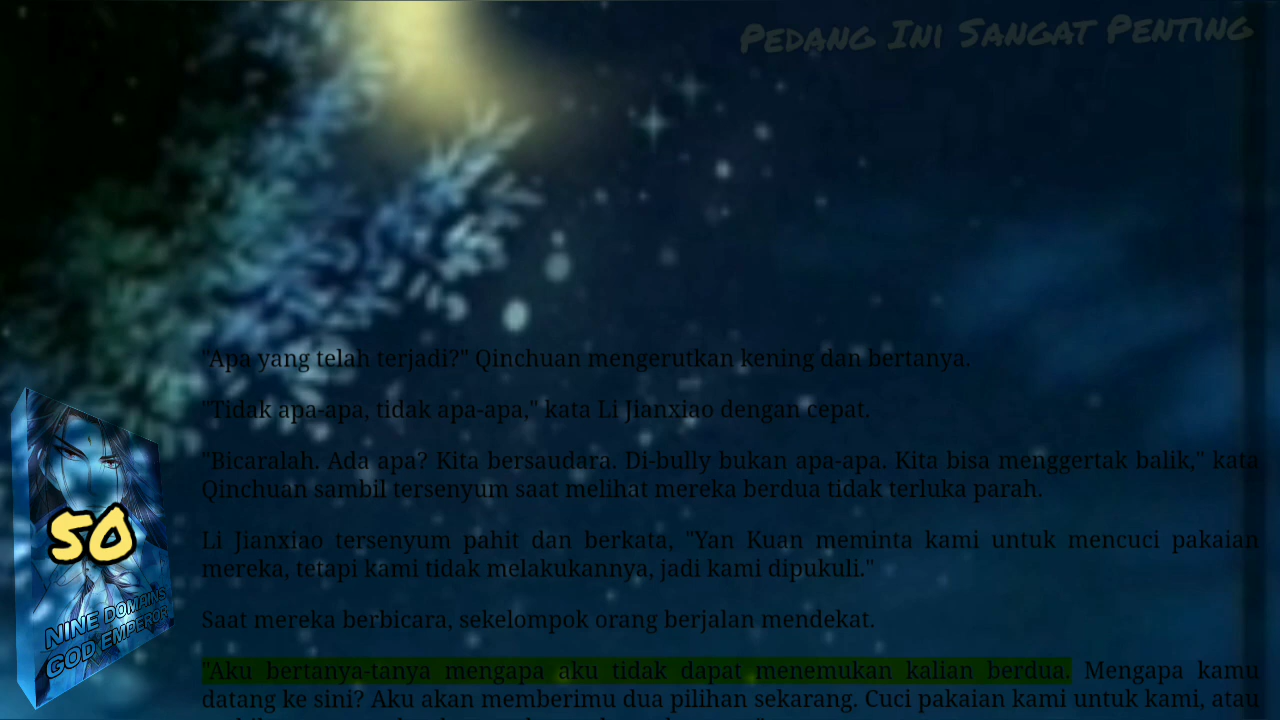 Pedang Ini Sangat Penting
"Apa yang telah terjadi?" Qinchuan mengerutkan kening dan bertanya.
"Tidak apa-apa, tidak apa-apa," kata Li Jianxiao dengan cepat.
"Bicaralah. Ada apa? Kita bersaudara. Di-bully bukan apa-apa. Kita bisa menggertak balik," kata
Qinchuan sambil tersenyum saat melihat mereka berdua tidak terluka parah.
Li Jianxiao tersenyum pahit dan berkata, "Yan Kuan meminta kami untuk mencuci pakaian
mereka, tetapi kami tidak melakukannya, jadi kami dipukuli."
Saat mereka berbicara, sekelompok orang berjalan mendekat.
"Aku bertanya-tanya mengapa aku tidak dapat menemukan kalian berdua. Mengapa kamu
datang ke sini? Aku akan memberimu dua pilihan sekarang. Cuci pakaian kami untuk kami, atau
50
NINE DOMAINS
GOD EMPEROR